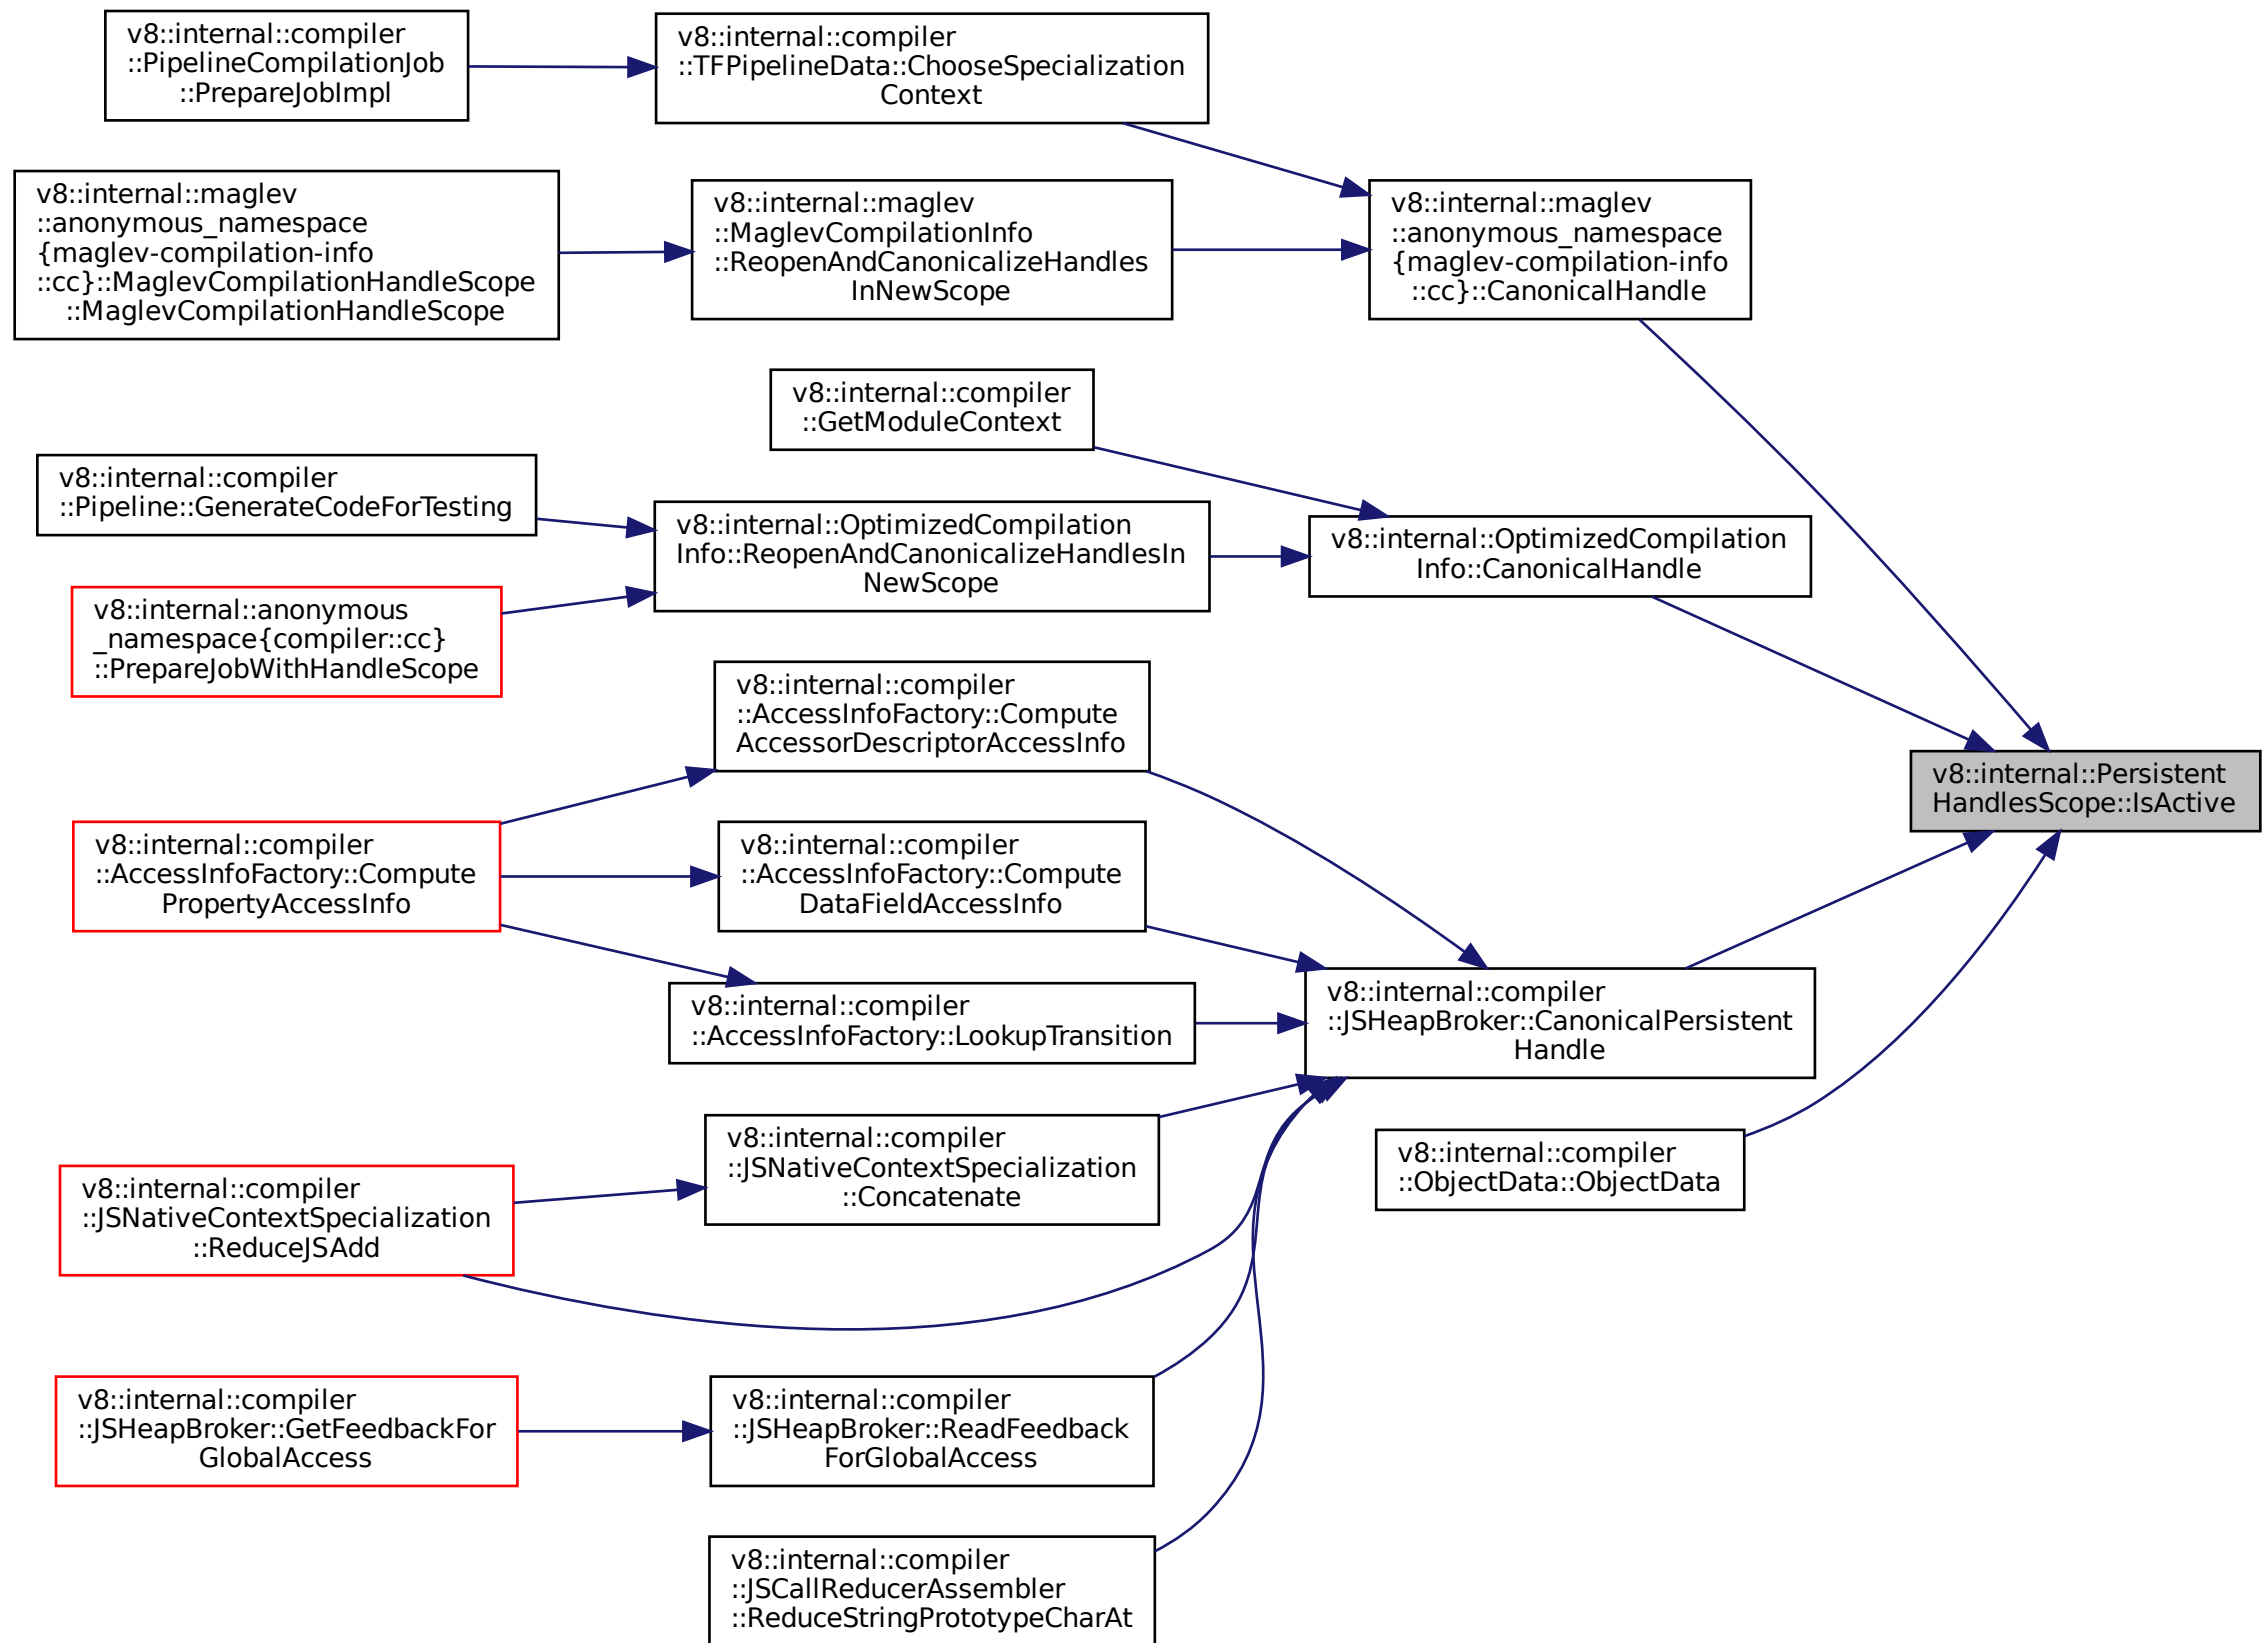 v8::internal::compiler
::PipelineCompilationJob
::PrepareJobImpl
v8::internal::compiler
::TFPipelineData::ChooseSpecialization
Context
v8::internal::maglev
::anonymous_namespace
{maglev-compilation-info
::cc}::MaglevCompilationHandleScope
::MaglevCompilationHandleScope
v8::internal::maglev
::MaglevCompilationInfo
::ReopenAndCanonicalizeHandles
InNewScope
v8::internal::maglev
::anonymous_namespace
{maglev-compilation-info
::cc}::CanonicalHandle
v8::internal::compiler
::GetModuleContext
v8::internal::compiler
::Pipeline::GenerateCodeForTesting
v8::internal::OptimizedCompilation
Info::ReopenAndCanonicalizeHandlesIn
NewScope
v8::internal::OptimizedCompilation
Info::CanonicalHandle
v8::internal::anonymous
_namespace{compiler::cc}
::PrepareJobWithHandleScope
v8::internal::compiler
::AccessInfoFactory::Compute
AccessorDescriptorAccessInfo
v8::internal::Persistent
HandlesScope::IsActive
v8::internal::compiler
::AccessInfoFactory::Compute
PropertyAccessInfo
v8::internal::compiler
::AccessInfoFactory::Compute
DataFieldAccessInfo
v8::internal::compiler
::AccessInfoFactory::LookupTransition
v8::internal::compiler
::JSHeapBroker::CanonicalPersistent
Handle
v8::internal::compiler
::JSNativeContextSpecialization
::Concatenate
v8::internal::compiler
::ObjectData::ObjectData
v8::internal::compiler
::JSNativeContextSpecialization
::ReduceJSAdd
v8::internal::compiler
::JSHeapBroker::GetFeedbackFor
GlobalAccess
v8::internal::compiler
::JSHeapBroker::ReadFeedback
ForGlobalAccess
v8::internal::compiler
::JSCallReducerAssembler
::ReduceStringPrototypeCharAt